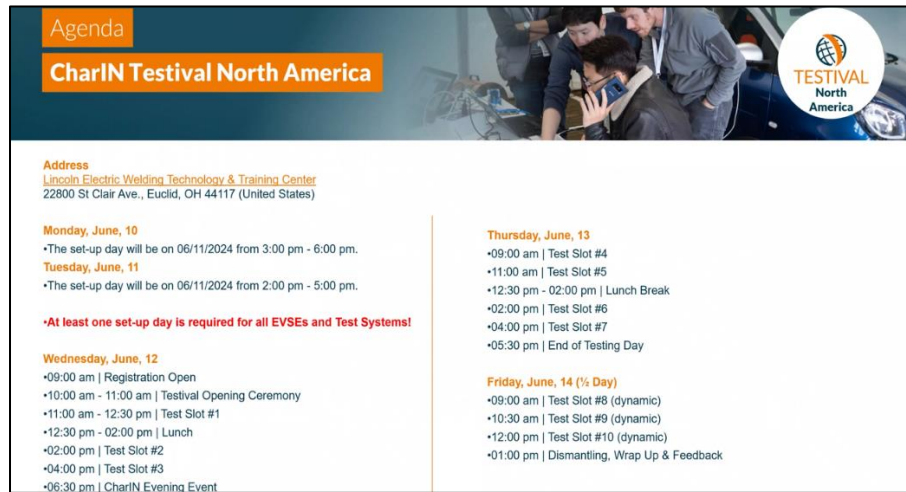 Agenda
CharIN Testival North America
TESTIVAL
North
America
Address
Lincoln Electric Welding Technology & Training Center
22800 St Clair Ave., Euclid, OH 44117 (United States)
Monday, June, 10
•The set-up day will be on 06/11/2024 from 3:00 pm - 6:00 pm.
Tuesday, June, 11
•The set-up day will be on 06/11/2024 from 2:00 pm - 5:00 pm.
•At least one set-up day is required for all EVSEs and Test Systems!
Wednesday, June, 12
•09:00 am | Registration Open
•10:00 am - 11:00 am | Testival Opening Ceremony
•11:00 am - 12:30 pm | Test Slot #1
•12:30 pm - 02:00 pm | Lunch
•02:00 pm | Test Slot #2
•04:00 pm | Test Slot #3
•06:30 pm | CharIN Evening Event
Thursday, June, 13
•09:00 am | Test Slot #4
•11:00 am | Test Slot #5
•12:30 pm - 02:00 pm | Lunch Break
•02:00 pm | Test Slot #6
•04:00 pm | Test Slot #7
•05:30 pm | End of Testing Day
Friday, June, 14 (½ Day)
•09:00 am | Test Slot #8 (dynamic)
•10:30 am | Test Slot #9 (dynamic)
•12:00 pm | Test Slot #10 (dynamic)
•01:00 pm | Dismantling, Wrap Up & Feedback